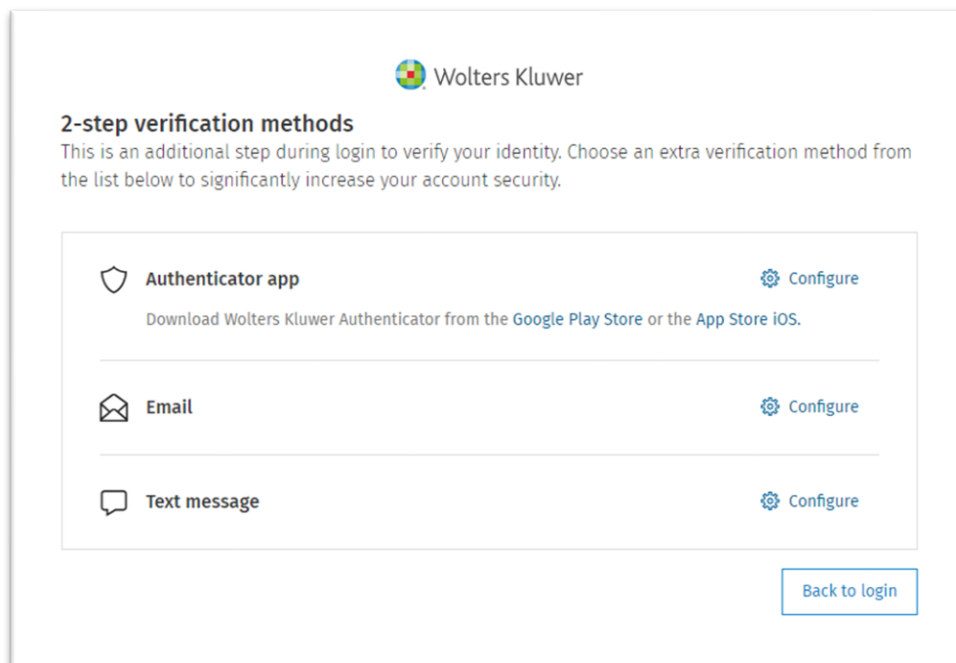 Wolters Kluwer
2-step verification methods
This is an additional step during login to verify your identity. Choose an extra verification method from
the list below to significantly increase your account security.
Authenticator app
Configure
Download Wolters Kluwer Authenticator from the Google Play Store or the App Store iOS.
Email
Configure
Text message
Configure
Back to login